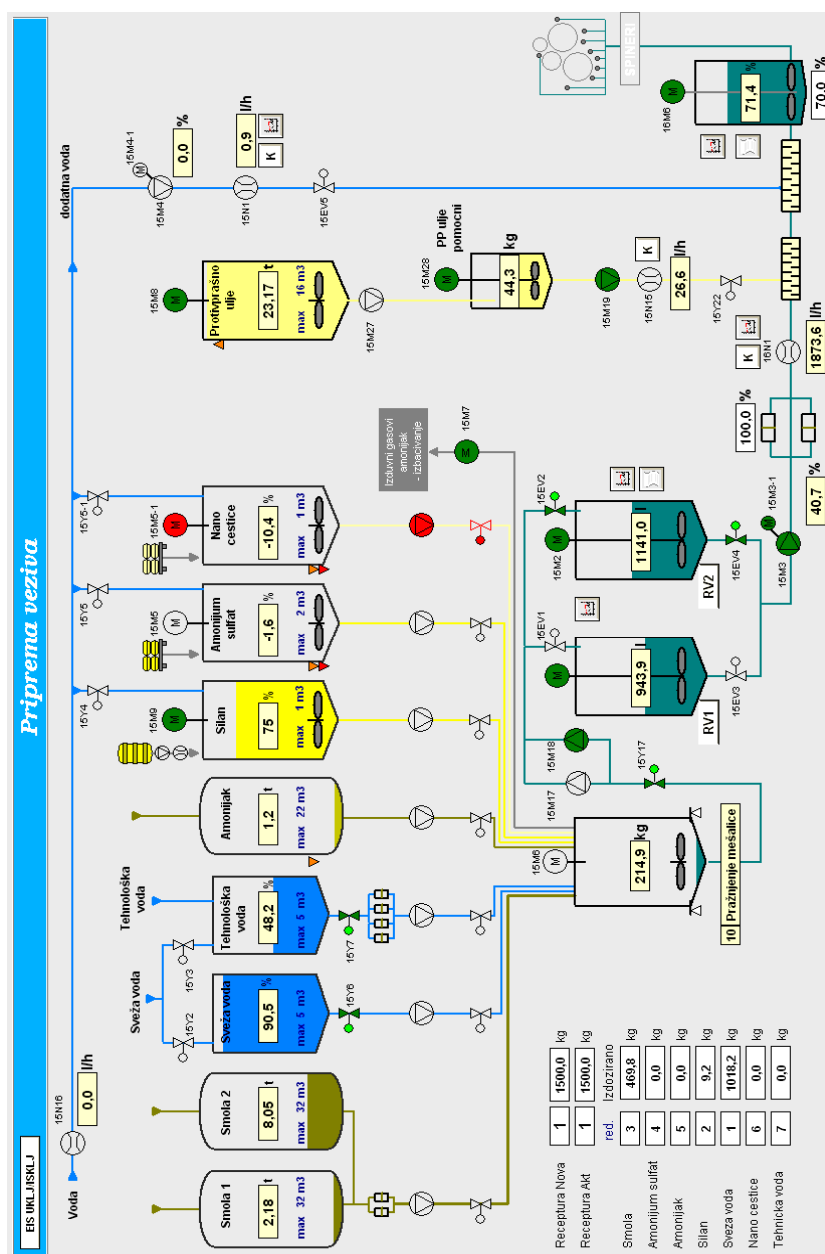 EIS UKLJ/ISKLJ
Priprema veziva
Voda
15N16
0,0
l/h
dodatna voda
Smola 1
2,18
t
max 32 m3
Smola 2
8,05
t
max 32 m3
Sveža voda
15Y2
15Y3
Tehnološka
voda
Sveža voda
90,5
%
max 5 m3
15Y6
Tehnološka
voda
48,2
%
max 5 m3
15Y7
Amonijak
1,2
t
max 22 m3
15Y4
15M9
M
Silan
75
%
max 1 m3
15Y5
15M5
M
Amonijum
sulfat
-1,6
%
max 2 m3
15Y5-1
15M5-1
M
Nano
cestice
-10,4
%
max 1 m3
15M8
M
Protivprašno
ulje
23,17
t
max 16 m3
15M27
PP ulje
pomocni
15M28
M
44,3
kg
15M19
15N15
K
26,6
l/h
15Y22
15M4-1
M
15M4
0,0
%
15N1
0,9
l/h
K
15EV5
SPINERI
16M6
M
71,4
%
70,0
%
Izduvni gasovi
amonijak
- izbacivanje
15M7
M
15M6
M
214,9
kg
10
Pražnjenje mešalice
15M17
15M18
15Y17
15EV1
M
943,9
l
RV1
15EV3
15EV2
15M2
M
1141,0
l
RV2
15EV4
15M3
15M3-1
M
40,7
%
100,0
%
16N1
K
1873,6
l/h
Receptura Nova 1 1500,0 kg
Receptura Akt 1 1500,0 kg
red. Izdozirano
Smola 3 469,8 kg
Amonijum sulfat 4 0,0 kg
Amonijak 5 0,0 kg
Silan 2 9,2 kg
Sveza voda 1 1018,2 kg
Nano cestice 6 0,0 kg
Tehnicka voda 7 0,0 kg